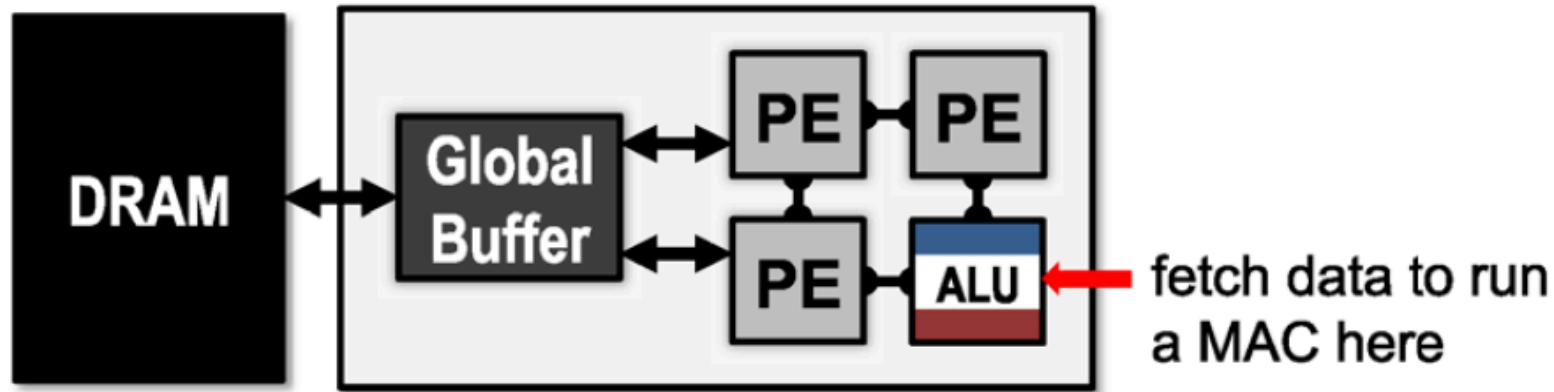 DRAM
Global
Buffer
PE
PE
PE
ALU
fetch data to run
a MAC here